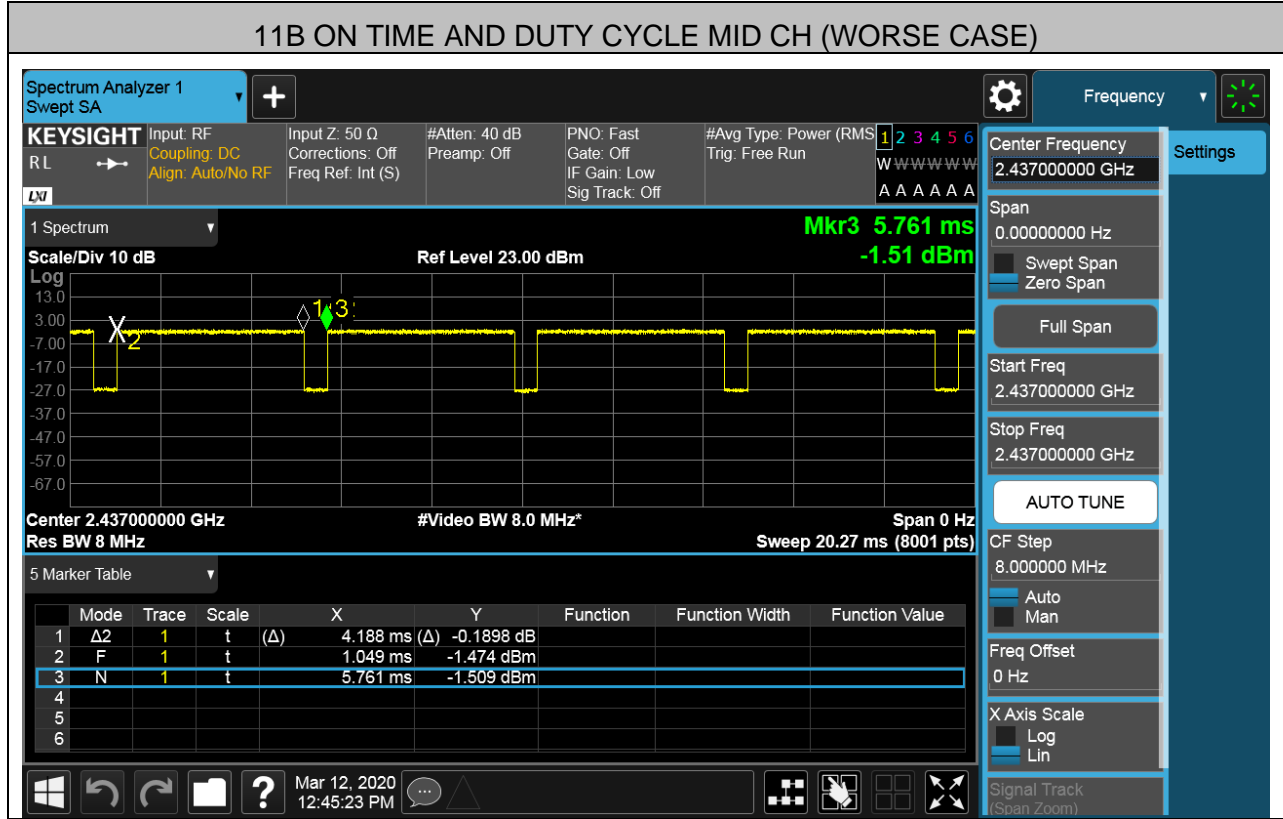 11B ON TIME AND DUTY CYCLE MID CH (WORSE CASE)
Spectrum Analyzer 1
Swept SA
+
Frequency
KEYSIGHT
RL
LXI
Input: RF
Coupling: DC
Align: Auto/No RF
Input Z: 50 Ω
Corrections: Off
Freq Ref: Int (S)
#Atten: 40 dB
Preamp: Off
PNO: Fast
Gate: Off
IF Gain: Low
Sig Track: Off
#Avg Type: Power (RMS
Trig: Free Run
1 2 3 4 5 6
W W W W W W
A A A A A A
1 Spectrum
Mkr3 5.761 ms
Scale/Div 10 dB Ref Level 23.00 dBm -1.51 dBm
Log
13.0
3.00
-7.00
-17.0
-27.0
-37.0
-47.0
-57.0
-67.0
X2
1 3
Center 2.437000000 GHz #Video BW 8.0 MHz* Span 0 Hz
Res BW 8 MHz Sweep 20.27 ms (8001 pts)
5 Marker Table
Mode Trace Scale X Y Function Function Width Function Value
1 Δ2 1 t (Δ) 4.188 ms (Δ) -0.1898 dB
2 F 1 t 1.049 ms -1.474 dBm
3 N 1 t 5.761 ms -1.509 dBm
4
5
6
?
Mar 12, 2020
12:45:23 PM
Settings
Center Frequency
2.437000000 GHz
Span
0.00000000 Hz
Swept Span
Zero Span
Full Span
Start Freq
2.437000000 GHz
Stop Freq
2.437000000 GHz
AUTO TUNE
CF Step
8.000000 MHz
Auto
Man
Freq Offset
0 Hz
X Axis Scale
Log
Lin
Signal Track
(Span Zoom)